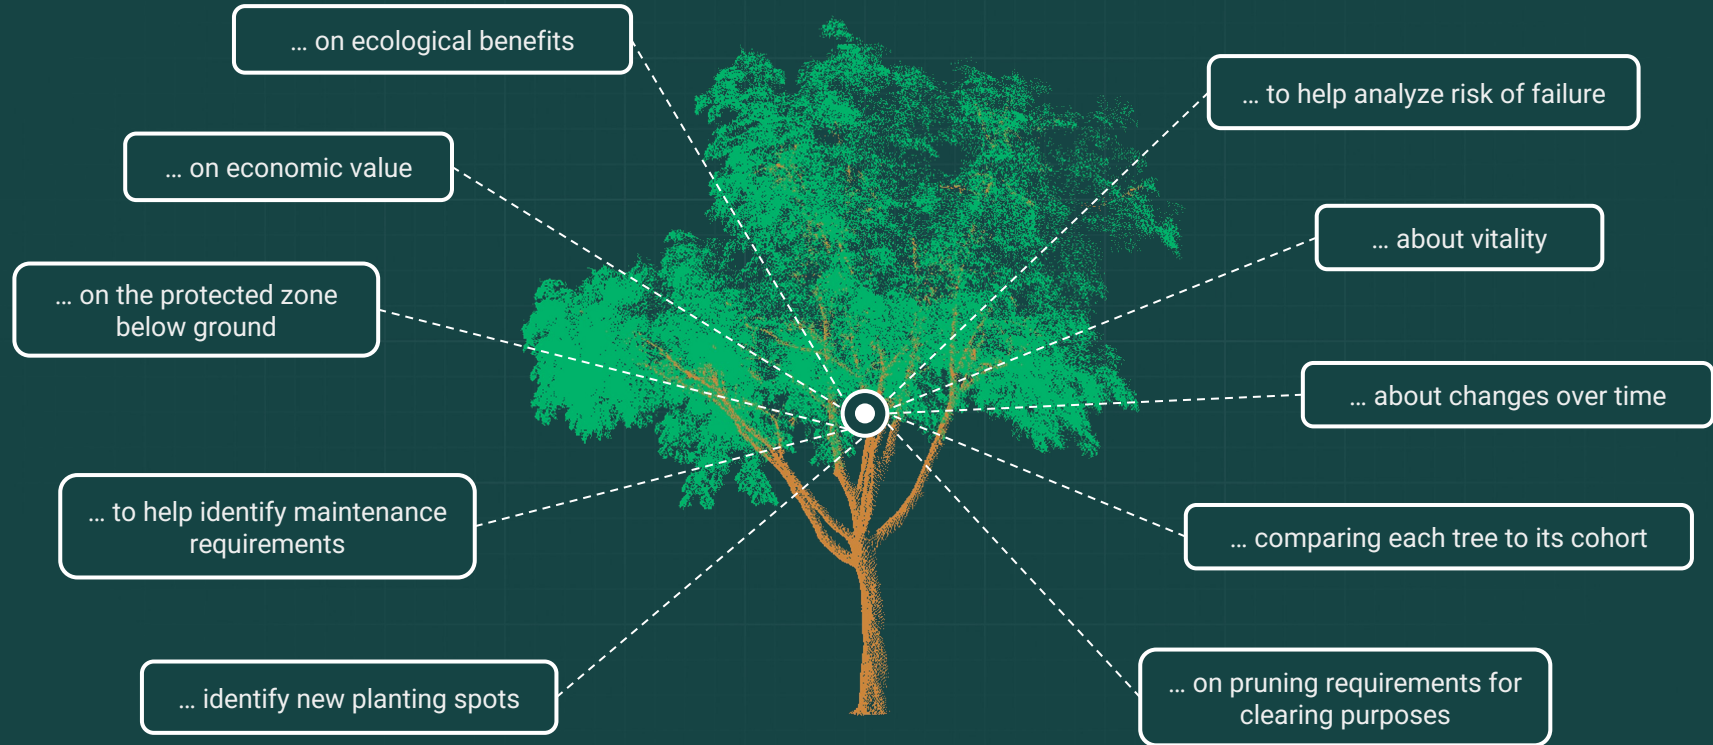 ... on ecological benefits
... on economic value
... on the protected zone
below ground
... to help identify maintenance
requirements
... identify new planting spots
... to help analyze risk of failure
... about vitality
... about changes over time
... comparing each tree to its cohort
... on pruning requirements for
clearing purposes